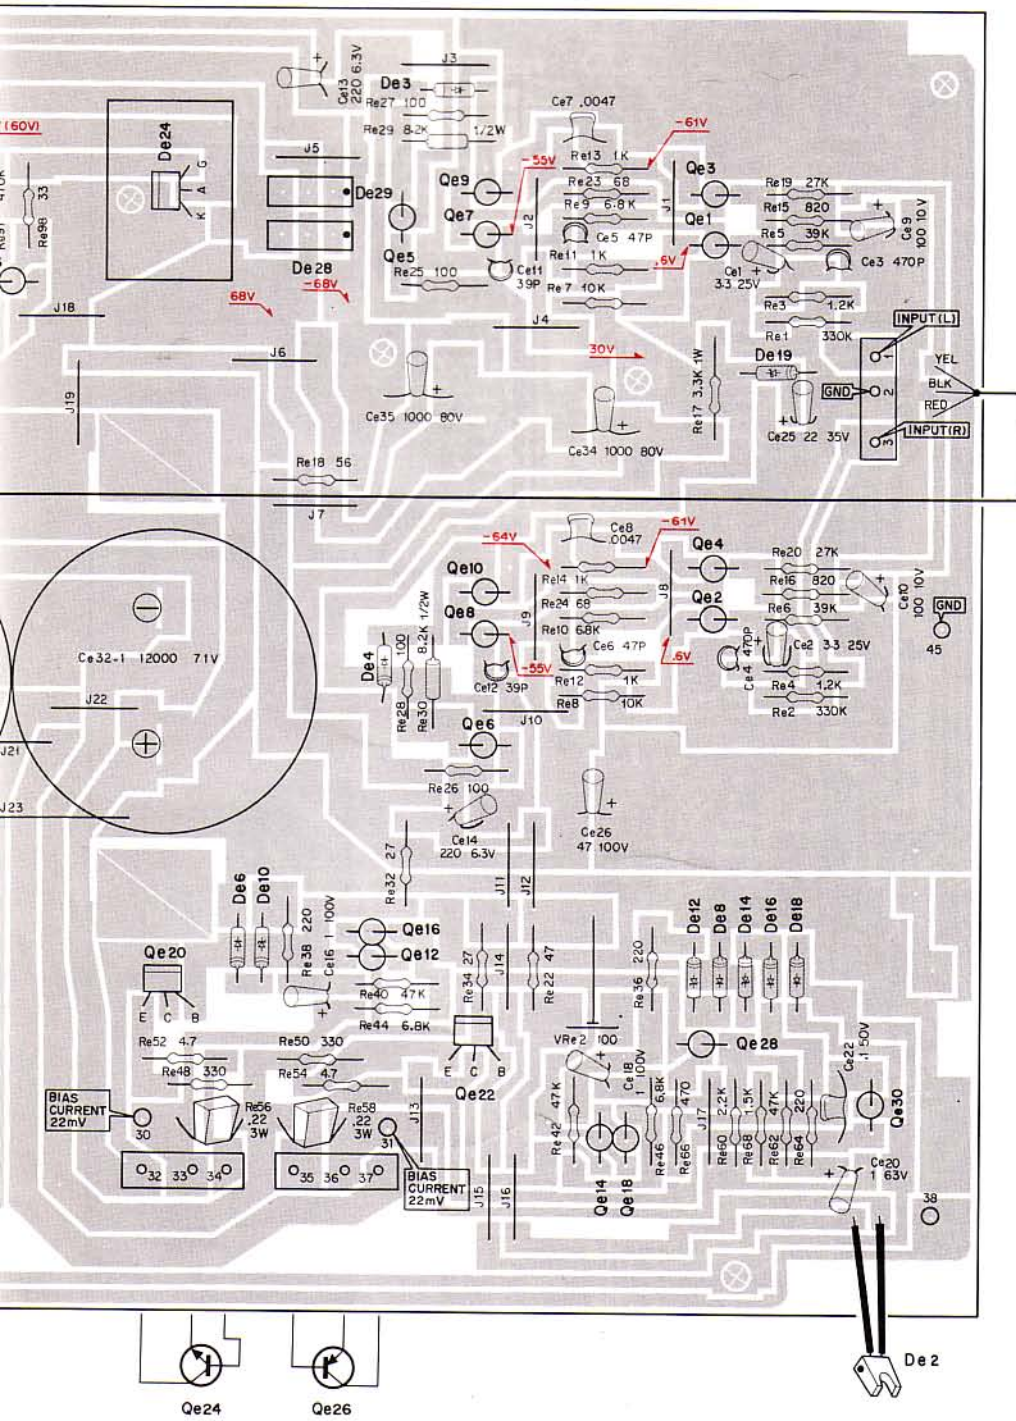 Ce13
220 6.3V
J3
De3
Re27 100
Re29 8.2K 1/2W
Ce7 .0047
-61V
(60V)
De24
G
A
K
J5
De29
De28
-68V
68V
33
Re98
J18
J6
J19
Qe9
Qe7
Qe5
-55V
J2
Re25 100
Ce11
39P
Re13 1K
Re23 68
Re9 6.8K
Ce5 47P
Re11 1K
Re7 10K
J1
.6V
J4
30V
Qe3
Qe1
Re19 27K
Re15 820
Re5 39K
Ce9
100 10V
Ce1
3.3 25V
Ce3 470P
Re3 1.2K
Re1 330K
De19
INPUT(L)
1
GND
2
INPUT(R)
3
YEL
BLK
RED
Re17 3.3K 1W
Ce25 22 35V
Ce35 1000 80V
Ce34 1000 80V
Re18 56
J7
-64V
Ce8
.0047
-61V
Qe10
Qe8
Re14 1K
Re24 68
Re10 6.8K
Ce6 47P
J9
J8
-55V
.6V
Qe4
Qe2
Re20 27K
Re16 820
Re6 39K
Ce10
100 10V
GND
45
Ce4 470P
Ce2 3.3 25V
Re4 1.2K
Re2 330K
Re12 1K
Re8 10K
Ce12 39P
J10
De4
Re28 100
Re30 8.2K 1/2W
Qe6
Re26 100
Ce14
220 6.3V
Ce26
47 100V
Ce32-1 12000 71V
J22
J21
J23
Re32 27
J11
J12
De6
De10
Re38 220
Ce16 1 100V
Qe16
Qe12
Re40 47K
Re44 6.8K
Re34 27
J14
Re22 47
Re36 220
De12
De8
De14
De16
De18
VRe2 100
Qe28
Ce22
.1 50V
Qe30
Qe20
E C B
Re52 4.7
Re48 330
Re50 330
Re54 4.7
Re56
.22
3W
Re58
.22
3W
BIAS
CURRENT
22mV
30
31
BIAS
CURRENT
22mV
32 33 34
35 36 37
J13
Qe22
E C B
J15
J16
Re42 47K
Ce18
1 100V
Qe14
Qe18
Re46 6.8K
Re66 470
J17
Re60 2.2K
Re68 1.5K
Re62 47K
Re64 220
Ce20
1 63V
38
De2
Qe24
Qe26